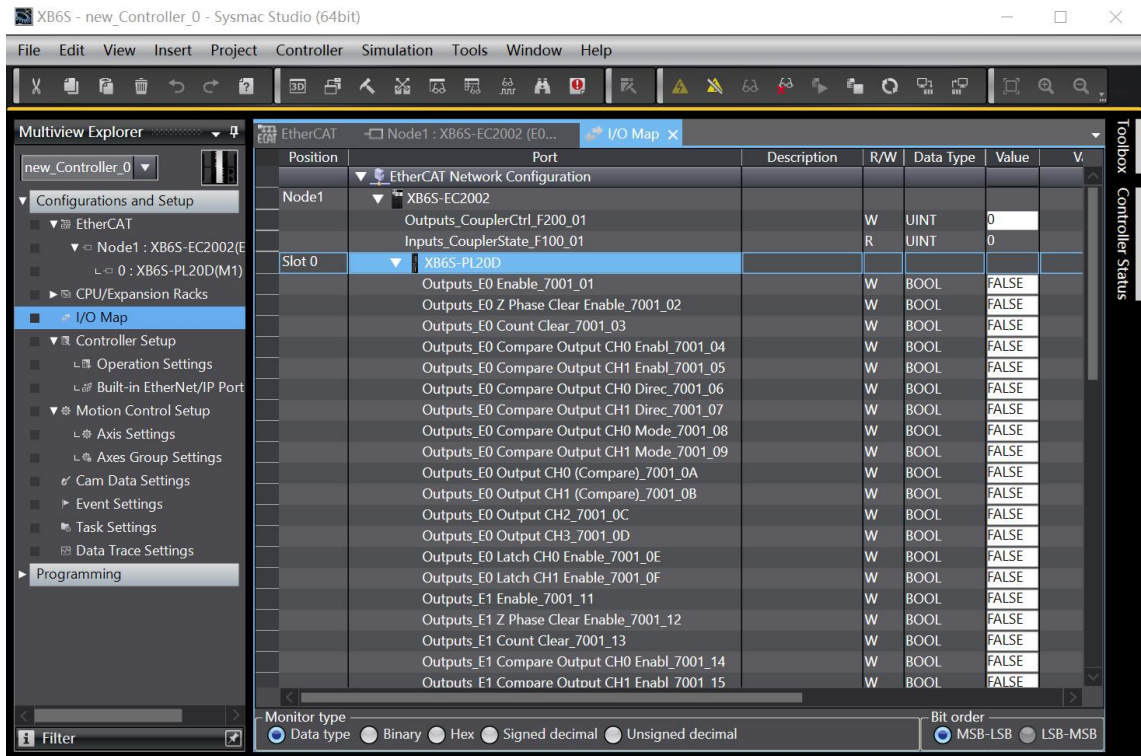 XB6S - new_Controller_0 - Sysmac Studio (64bit)
File Edit View Insert Project Controller Simulation Tools Window Help
Multiview Explorer
new_Controller_0
Configurations and Setup
EtherCAT
Node1 : XB6S-EC2002(E
0 : XB6S-PL20D(M1)
CPU/Expansion Racks
I/O Map
Controller Setup
Operation Settings
Built-in EtherNet/IP Port
Motion Control Setup
Axis Settings
Axes Group Settings
Cam Data Settings
Event Settings
Task Settings
Data Trace Settings
Programming
Filter
EtherCAT Node1 : XB6S-EC2002 (E0... I/O Map
Position Port Description R/W Data Type Value V
EtherCAT Network Configuration
Node1 XB6S-EC2002
Outputs_CouplerCtrl_F200_01 W UINT 0
Inputs_CouplerState_F100_01 R UINT 0
Slot 0 XB6S-PL20D
Outputs_E0 Enable_7001_01 W BOOL FALSE
Outputs_E0 Z Phase Clear Enable_7001_02 W BOOL FALSE
Outputs_E0 Count Clear_7001_03 W BOOL FALSE
Outputs_E0 Compare Output CH0 Enabl_7001_04 W BOOL FALSE
Outputs_E0 Compare Output CH1 Enabl_7001_05 W BOOL FALSE
Outputs_E0 Compare Output CH0 Direc_7001_06 W BOOL FALSE
Outputs_E0 Compare Output CH1 Direc_7001_07 W BOOL FALSE
Outputs_E0 Compare Output CH0 Mode_7001_08 W BOOL FALSE
Outputs_E0 Compare Output CH1 Mode_7001_09 W BOOL FALSE
Outputs_E0 Output CH0 (Compare)_7001_0A W BOOL FALSE
Outputs_E0 Output CH1 (Compare)_7001_0B W BOOL FALSE
Outputs_E0 Output CH2_7001_0C W BOOL FALSE
Outputs_E0 Output CH3_7001_0D W BOOL FALSE
Outputs_E0 Latch CH0 Enable_7001_0E W BOOL FALSE
Outputs_E0 Latch CH1 Enable_7001_0F W BOOL FALSE
Outputs_E1 Enable_7001_11 W BOOL FALSE
Outputs_E1 Z Phase Clear Enable_7001_12 W BOOL FALSE
Outputs_E1 Count Clear_7001_13 W BOOL FALSE
Outputs_E1 Compare Output CH0 Enabl_7001_14 W BOOL FALSE
Outputs_E1 Compare Output CH1 Enabl_7001_15 W BOOL FALSE
Monitor type
Data type Binary Hex Signed decimal Unsigned decimal
Bit order
MSB-LSB LSB-MSB
Toolbox
Controller Status